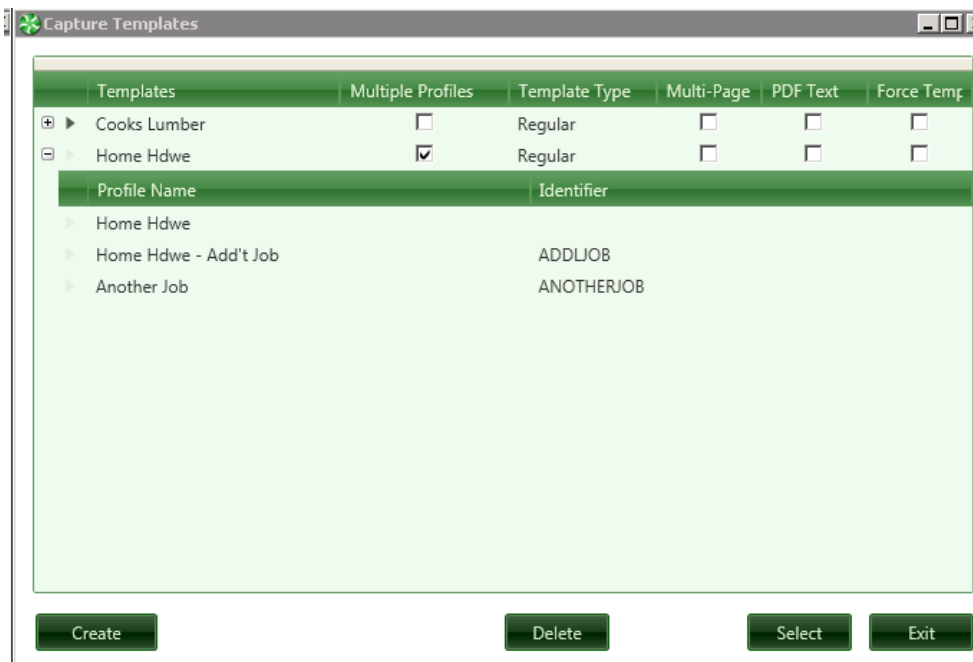 Capture Templates
Templates Multiple Profiles Template Type Multi-Page PDF Text Force Temp
Cooks Lumber Regular
Home Hdwe Regular
Profile Name Identifier
Home Hdwe
Home Hdwe - Add't Job ADDLJOB
Another Job ANOTHERJOB
Create Delete Select Exit